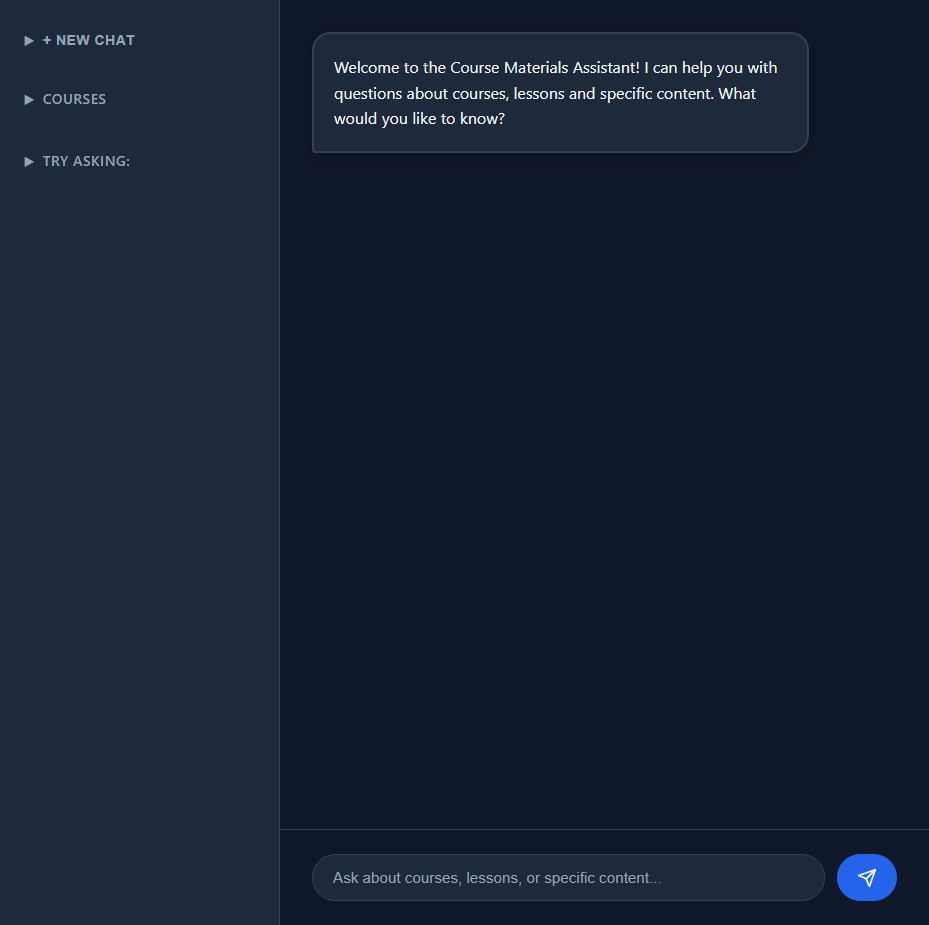 + NEW CHAT
COURSES
TRY ASKING:
Welcome to the Course Materials Assistant! I can help you with
questions about courses, lessons and specific content. What
would you like to know?
Ask about courses, lessons, or specific content...